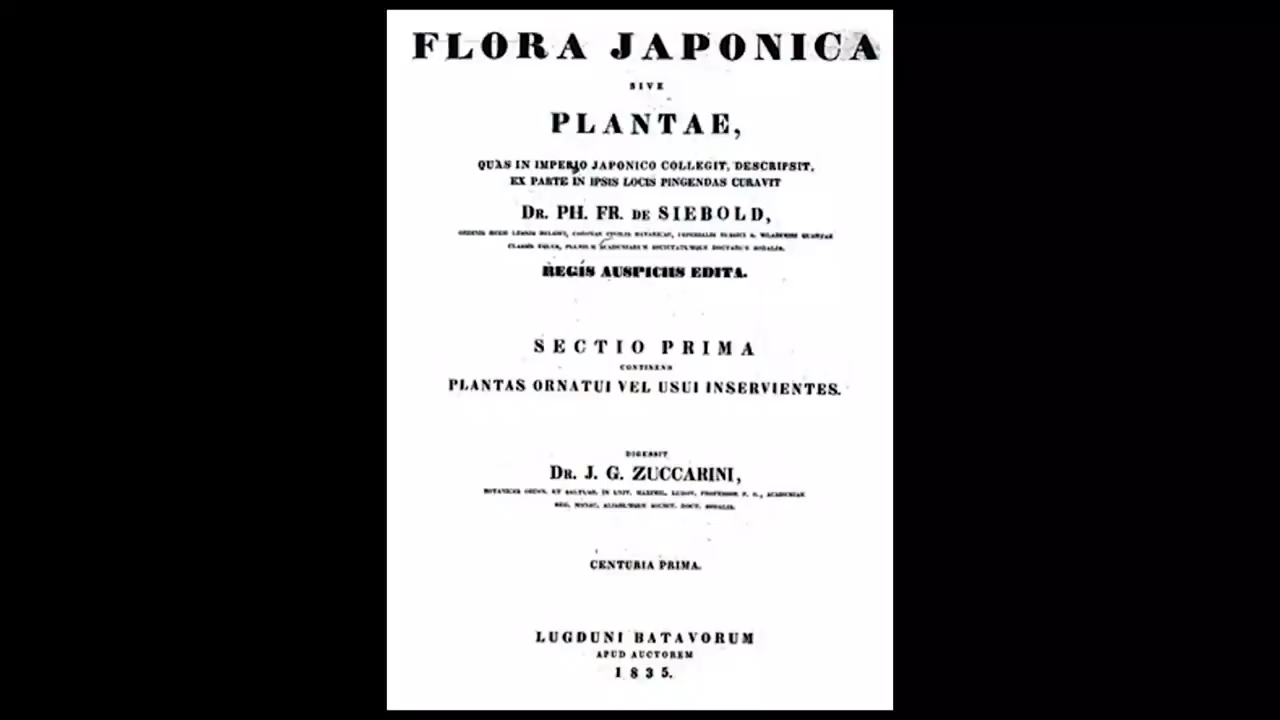 FLORA JAPONICA
SIVE
PLANTAE,
QUAS IN IMPERIO JAPONICO COLLEGIT, DESCRIPSIT,
EX PARTE IN IPSIS LOCIS PINGENDAS CURAVIT
DR. PH. FR. DE SIEBOLD,
REGIS AUSPICIIS EDITA.
SECTIO PRIMA
CONTINENS
PLANTAS ORNATUI VEL USUI INSERVIENTES.
DIGESSIT
DR. J. G. ZUCCARINI,
CENTURIA PRIMA.
LUGDUNI BATAVORUM
APUD AUCTOREM
1835.